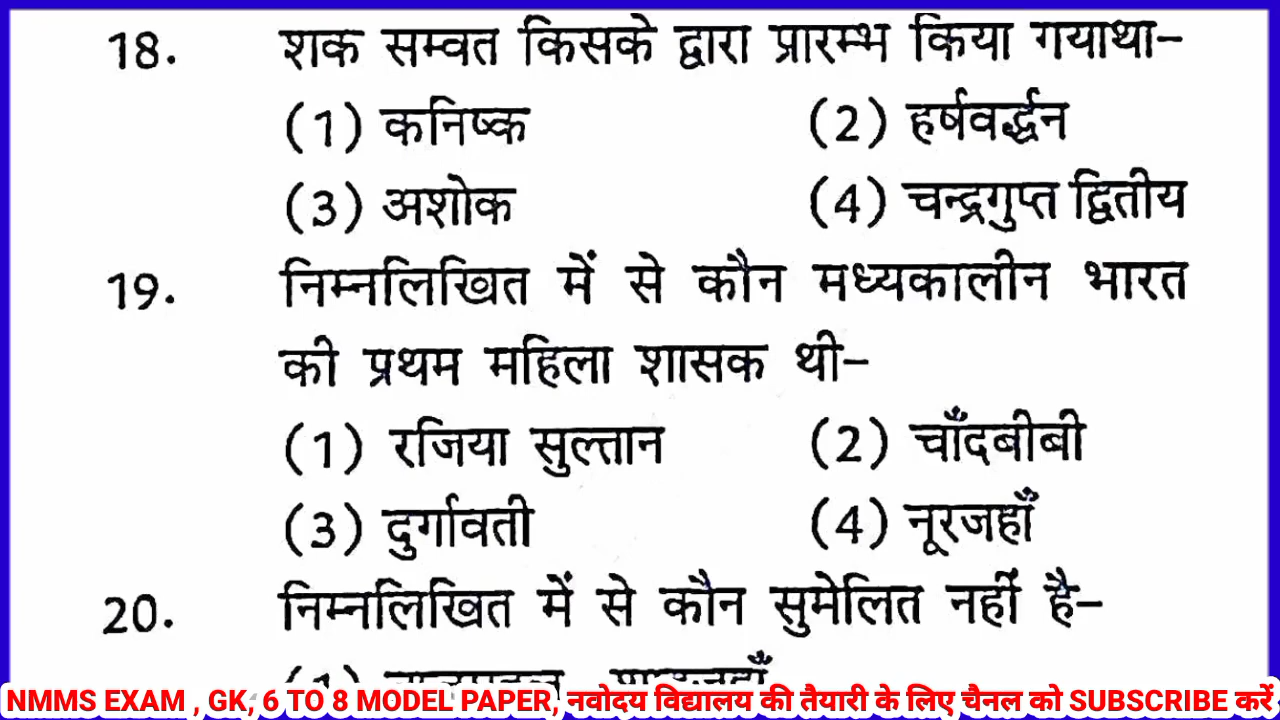 18. शक सम्वत किसके द्वारा प्रारम्भ किया गयाथा–
(1) कनिष्क (2) हर्षवर्द्धन
(3) अशोक (4) चन्द्रगुप्त द्वितीय
19. निम्नलिखित में से कौन मध्यकालीन भारत
की प्रथम महिला शासक थी–
(1) रजिया सुल्तान (2) चाँदबीबी
(3) दुर्गावती (4) नूरजहाँ
20. निम्नलिखित में से कौन सुमेलित नहीं है–
NMMS EXAM , GK, 6 TO 8 MODEL PAPER, नवोदय विद्यालय की तैयारी के लिए चैनल को SUBSCRIBE करें